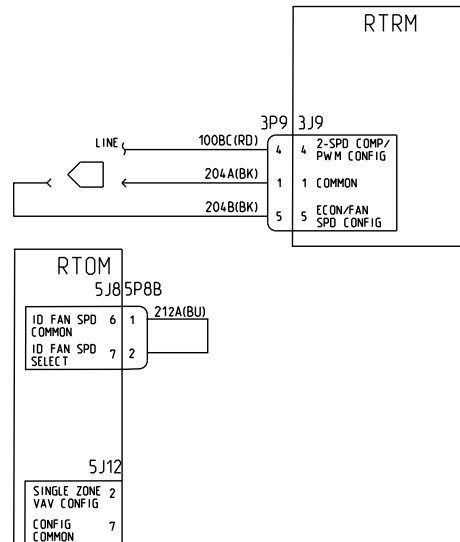 RTRM
3P9 3J9
LINE 100BC(RD) 4 4 2-SPD COMP/
PWM CONFIG
204A(BK) 1 1 COMMON
204B(BK) 5 5 ECON/FAN
SPD CONFIG
RTOM
5J8 5P8B
ID FAN SPD 6 1 212A(BU)
COMMON
ID FAN SPD 7 2
SELECT
5J12
SINGLE ZONE 2
VAV CONFIG
CONFIG 7
COMMON